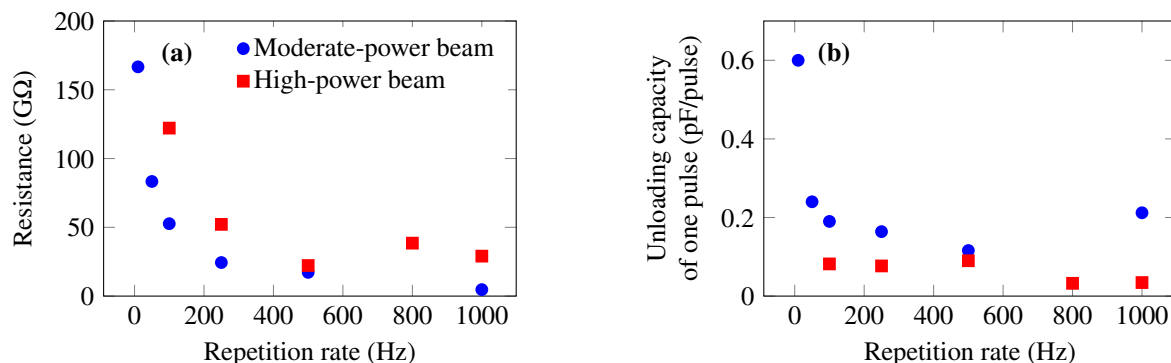 (a)
Moderate-power beam
High-power beam
Resistance (GΩ)
200
150
100
50
0
0 200 400 600 800 1000
Repetition rate (Hz)
(b)
Unloading capacity
of one pulse (pF/pulse)
0.6
0.4
0.2
0
0 200 400 600 800 1000
Repetition rate (Hz)